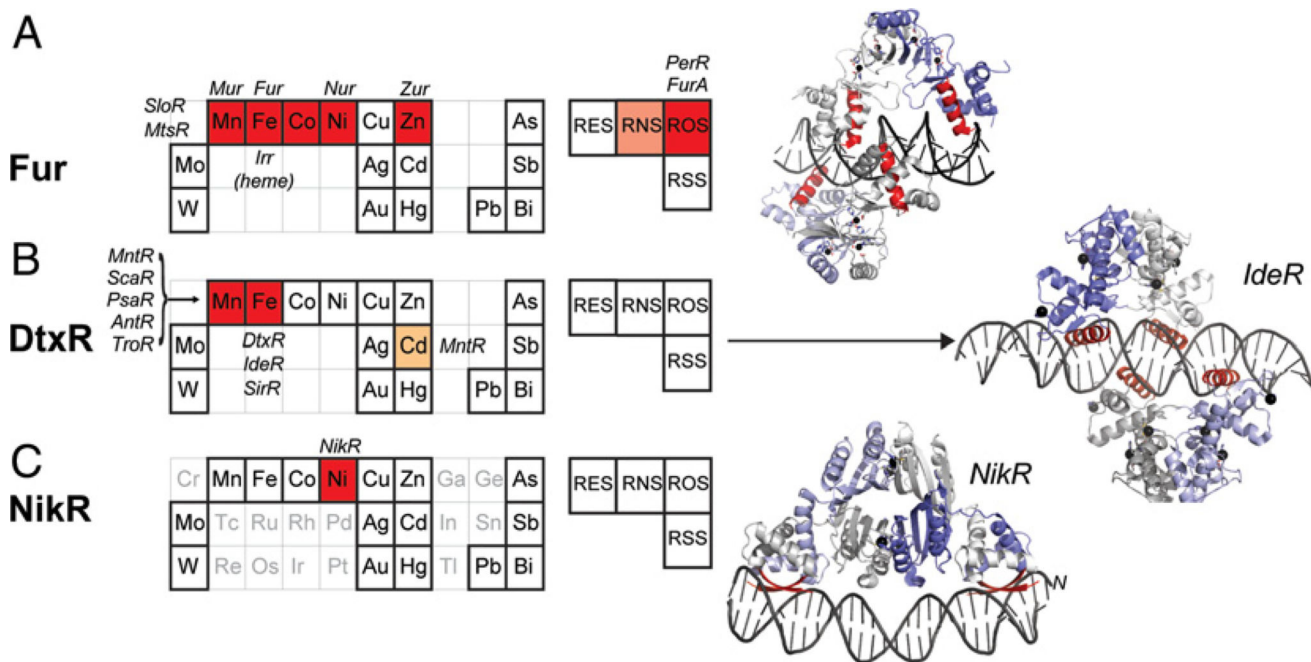 A
PerR
FurA
Mur Fur Nur Zur
SloR
MtsR
Mn Fe Co Ni Cu Zn As
RES RNS ROS
Fur
Mo Irr Ag Cd Sb
(heme)
RSS
W Au Hg Pb Bi
B
MntR
ScaR
PsaR
AntR
TroR
Mn Fe Co Ni Cu Zn As
RES RNS ROS
IdeR
DtxR
Mo DtxR Ag Cd MntR Sb
IdeR
SirR
RSS
W Au Hg Pb Bi
C
NikR
NikR
Cr Mn Fe Co Ni Cu Zn Ga Ge As
RES RNS ROS
NikR
Mo Tc Ru Rh Pd Ag Cd In Sn Sb
RSS
W Re Os Ir Pt Au Hg Tl Pb Bi
N